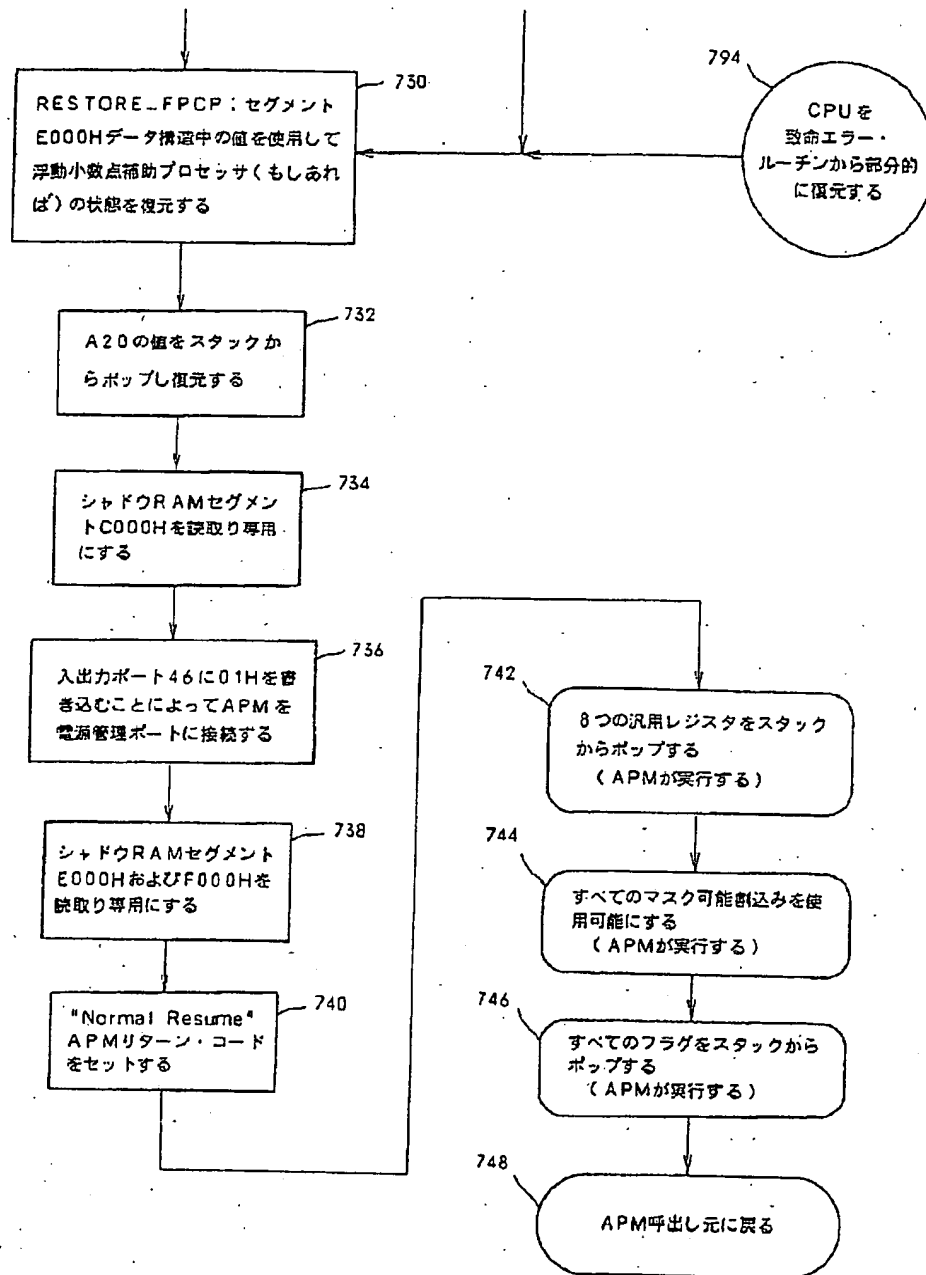 730
RESTORE_FPCP；セグメント
E000Hデータ構造中の値を使用して
浮動小数点補助プロセッサ（もしあれ
ば）の状態を復元する
794
CPUを
致命エラー・
ルーチンから部分的
に復元する
732
A20の値をスタックか
らポップし復元する
734
シャドウRAMセグメン
トC000Hを読取り専用
にする
736
入出力ポート46に01Hを書
き込むことによってAPMを
電源管理ポートに接続する
738
シャドウRAMセグメント
E000HおよびF000Hを
読取り専用にする
740
"Normal Resume"
APMリターン・コード
をセットする
742
8つの汎用レジスタをスタック
からポップする
（APMが実行する）
744
すべてのマスク可能割込みを使
用可能にする
（APMが実行する）
746
すべてのフラグをスタックから
ポップする
（APMが実行する）
748
APM呼出し元に戻る